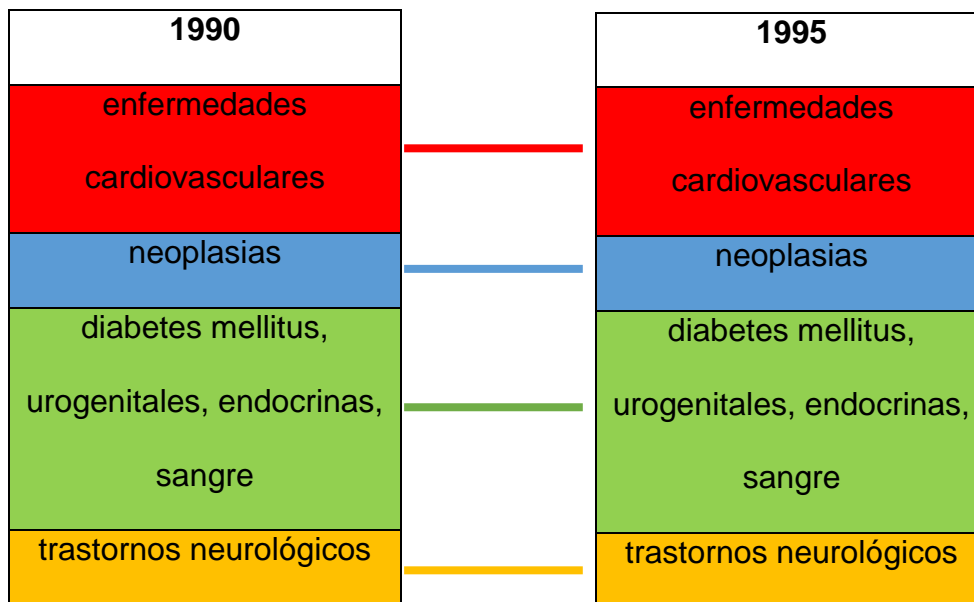 1990
enfermedades
cardiovasculares
neoplasias
diabetes mellitus,
urogenitales, endocrinas,
sangre
trastornos neurológicos
1995
enfermedades
cardiovasculares
neoplasias
diabetes mellitus,
urogenitales, endocrinas,
sangre
trastornos neurológicos